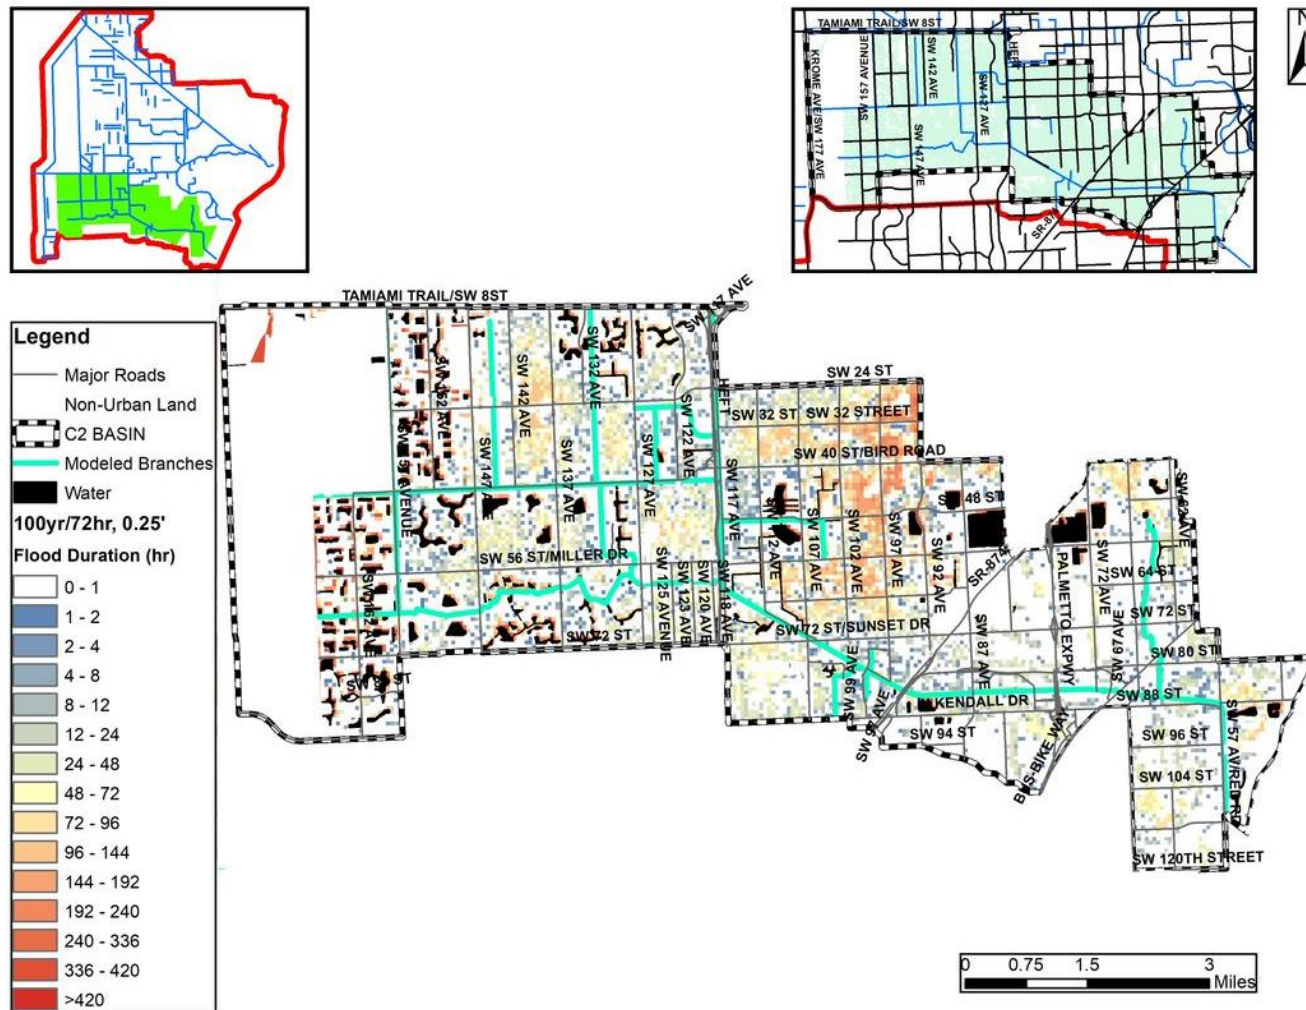 TAMIAMI TRAIL/SW 8ST
KROME AVE/SW 177 AVE
SW 157 AVENUE
SW 142 AVE
SW 147 AVE
SW 127 AVE
HEFT
N
TAMIAMI TRAIL/SW 8ST
Legend
Major Roads
Non-Urban Land
C2 BASIN
Modeled Branches
Water
100yr/72hr, 0.25'
Flood Duration (hr)
0 - 1
1 - 2
2 - 4
4 - 8
8 - 12
12 - 24
24 - 48
48 - 72
72 - 96
96 - 144
144 - 192
192 - 240
240 - 336
336 - 420
>420
SW 142 AVE
SW 132 AVE
HEFT
SW 24 ST
SW 32 ST
SW 32 STREET
SW 122 AVE
SW 40 ST/BIRD ROAD
SW 147 AVE
SW 137 AVE
SW 127 AVE
SW 117 AVE
48 ST
SW 56 ST/MILLER DR
SW 107 AVE
SW 102 AVE
SW 97 AVE
SW 92 AVE
SW 125 AVENUE
SW 123 AVE
SW 120 AVE
SW 118 AVE
PALMETTO EXPWY
SW 72 AVE
SW 64 ST
SW 162 AVE
SW 72 ST
SW 72 ST/SUNSET DR
SW 87 AVE
SW 67 AVE
SW 72 ST
SW 80 ST
SW 99 AVE
SW 88 ST
KENDALL DR
SW 97 AVE
SW 94 ST
SW 57 AV/RED RD
SW 96 ST
SW 104 ST
SW 120TH STREET
0 0.75 1.5 3
Miles